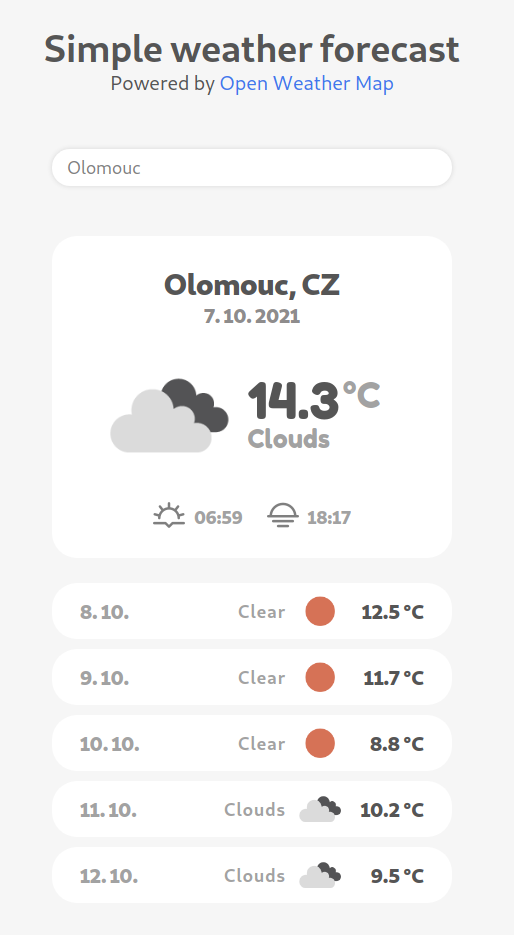 Simple weather forecast
Powered by Open Weather Map
Olomouc
Olomouc, CZ
7. 10. 2021
14.3 °C
Clouds
06:59 18:17
8. 10. Clear 12.5 °C
9. 10. Clear 11.7 °C
10. 10. Clear 8.8 °C
11. 10. Clouds 10.2 °C
12. 10. Clouds 9.5 °C